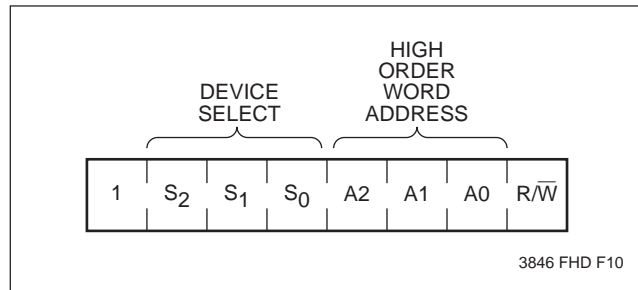 DEVICE
SELECT
HIGH
ORDER
WORD
ADDRESS
1 S₂ S₁ S₀ A2 A1 A0 R/W̅
3846 FHD F10